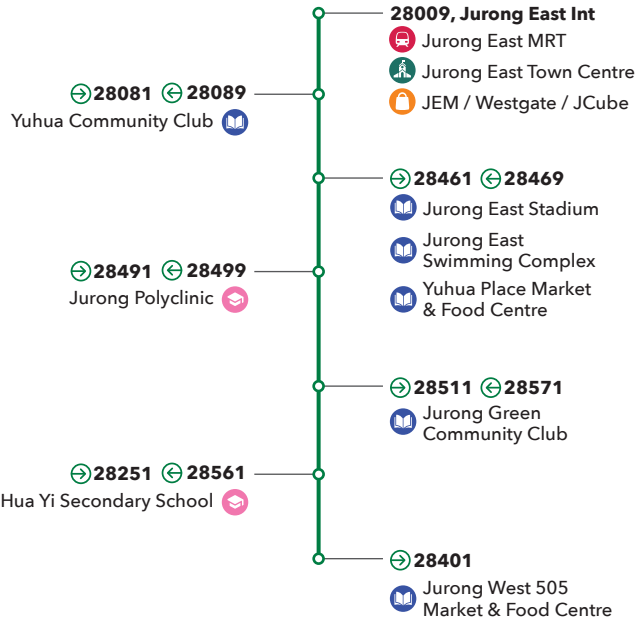 28009, Jurong East Int
Jurong East MRT
Jurong East Town Centre
JEM / Westgate / JCube
28081 28089
Yuhua Community Club
28461 28469
Jurong East Stadium
Jurong East
Swimming Complex
Yuhua Place Market
& Food Centre
28491 28499
Jurong Polyclinic
28511 28571
Jurong Green
Community Club
28251 28561
Hua Yi Secondary School
28401
Jurong West 505
Market & Food Centre